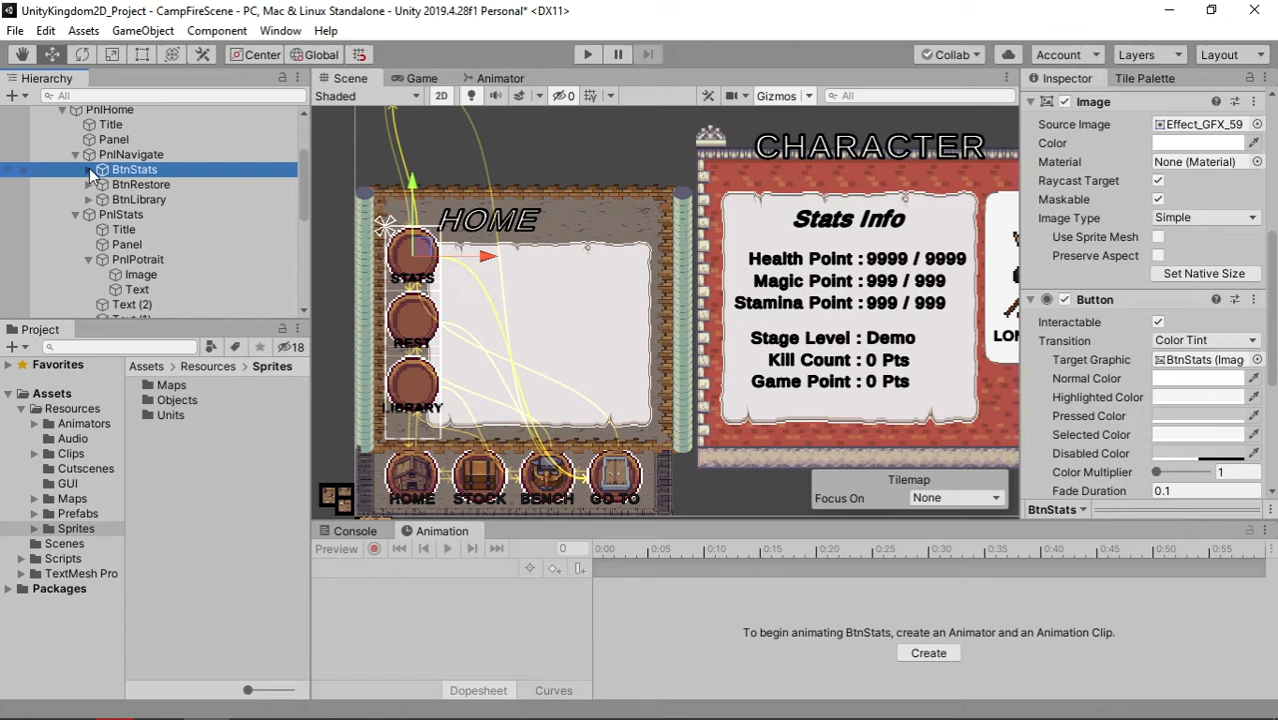 UnityKingdom2D_Project - CampFireScene - PC, Mac & Linux Standalone - Unity 2019.4.28f1 Personal* <DX11>
File Edit Assets GameObject Component Window Help
Center Global Collab Account Layers Layout
Hierarchy
All
PnlHome
Title
Panel
PnlNavigate
BtnStats
BtnRestore
BtnLibrary
PnlStats
Title
Panel
PnlPotrait
Image
Text
Text (2)
Scene Game Animator
Shaded 2D 0 Gizmos All
CHARACTER
HOME
STATS
REST
LIBRARY
HOME STOCK BENCH GO TO
Stats Info
Health Point : 9999 / 9999
Magic Point : 999 / 999
Stamina Point : 999 / 999
Stage Level : Demo
Kill Count : 0 Pts
Game Point : 0 Pts
Tilemap
Focus On None
Inspector Tile Palette
Image
Source Image Effect_GFX_59
Color
Material None (Material)
Raycast Target
Maskable
Image Type Simple
Use Sprite Mesh
Preserve Aspect
Set Native Size
Button
Interactable
Transition Color Tint
Target Graphic BtnStats (Imag
Normal Color
Highlighted Color
Pressed Color
Selected Color
Disabled Color
Color Multiplier 1
Fade Duration 0.1
BtnStats
Project
18
Favorites
Assets
Resources
Animators
Audio
Clips
Cutscenes
GUI
Maps
Prefabs
Sprites
Scenes
Scripts
TextMesh Pro
Packages
Assets Resources Sprites
Maps
Objects
Units
Console Animation
Preview 0 0:00 0:05 0:10 0:15 0:20 0:25 0:30 0:35 0:40 0:45 0:50 0:55
To begin animating BtnStats, create an Animator and an Animation Clip.
Create
Dopesheet Curves